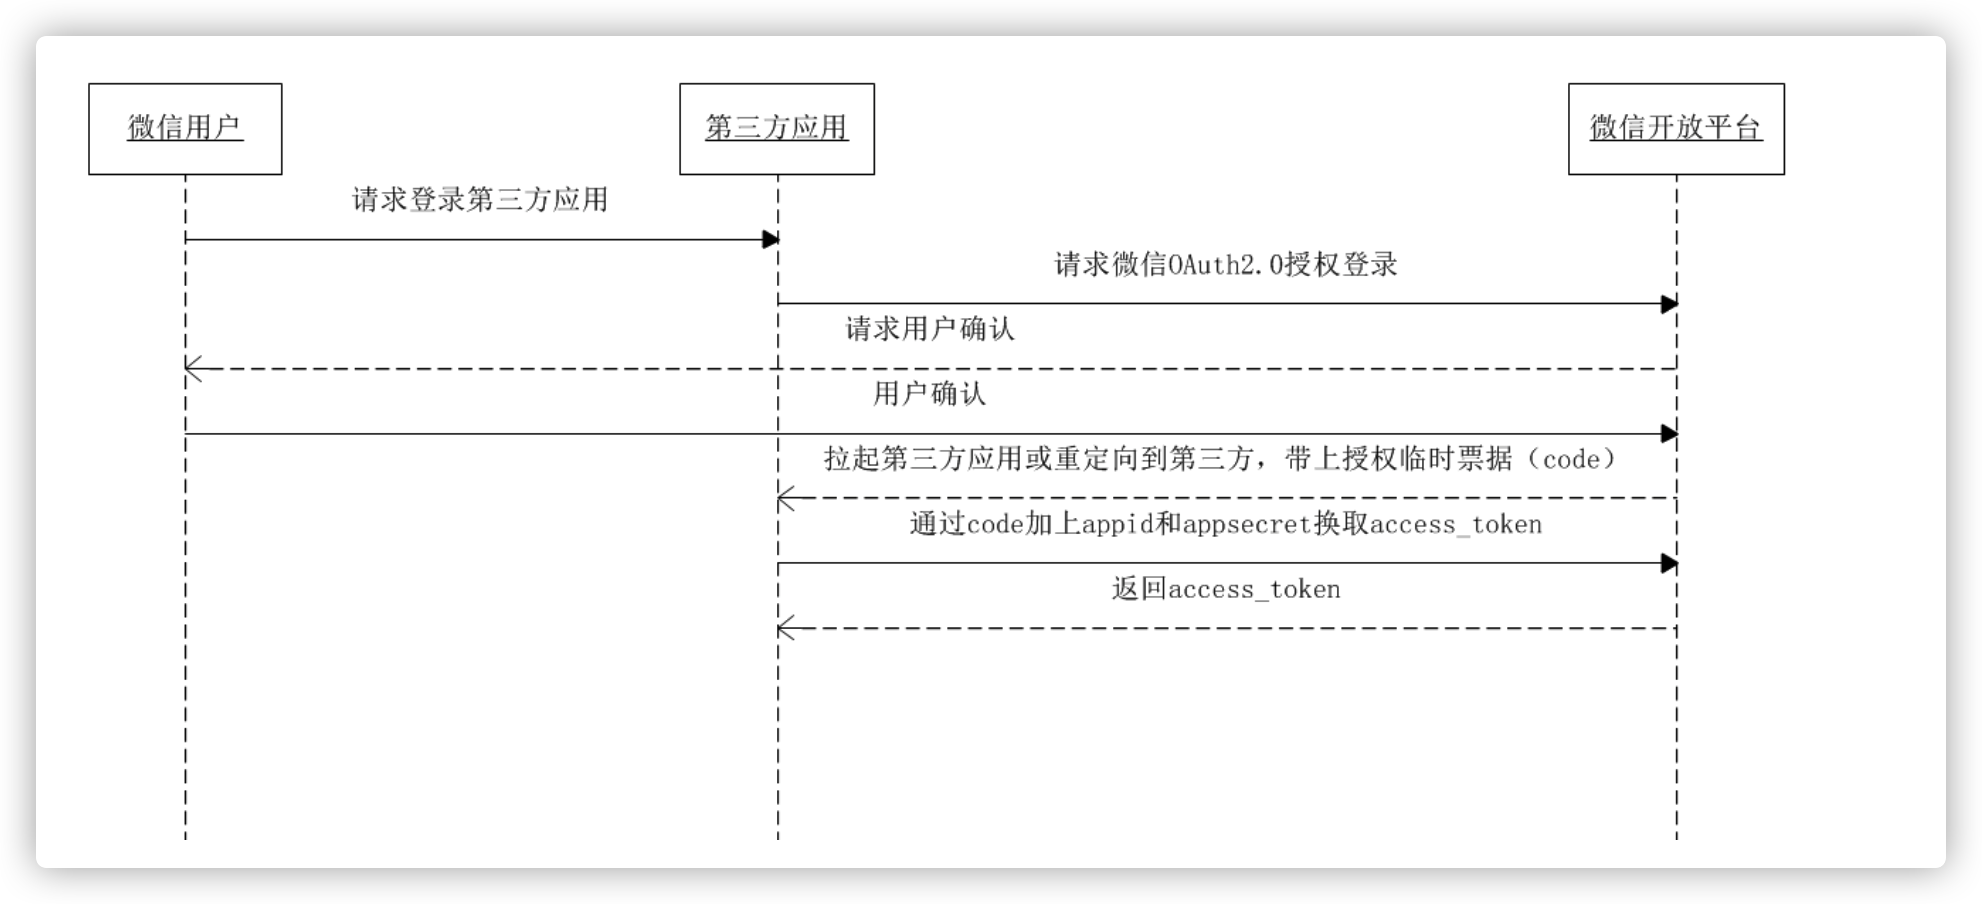 微信用户
第三方应用
微信开放平台
请求登录第三方应用
请求微信OAuth2.0授权登录
请求用户确认
用户确认
拉起第三方应用或重定向到第三方，带上授权临时票据（code）
通过code加上appid和appsecret换取access_token
返回access_token